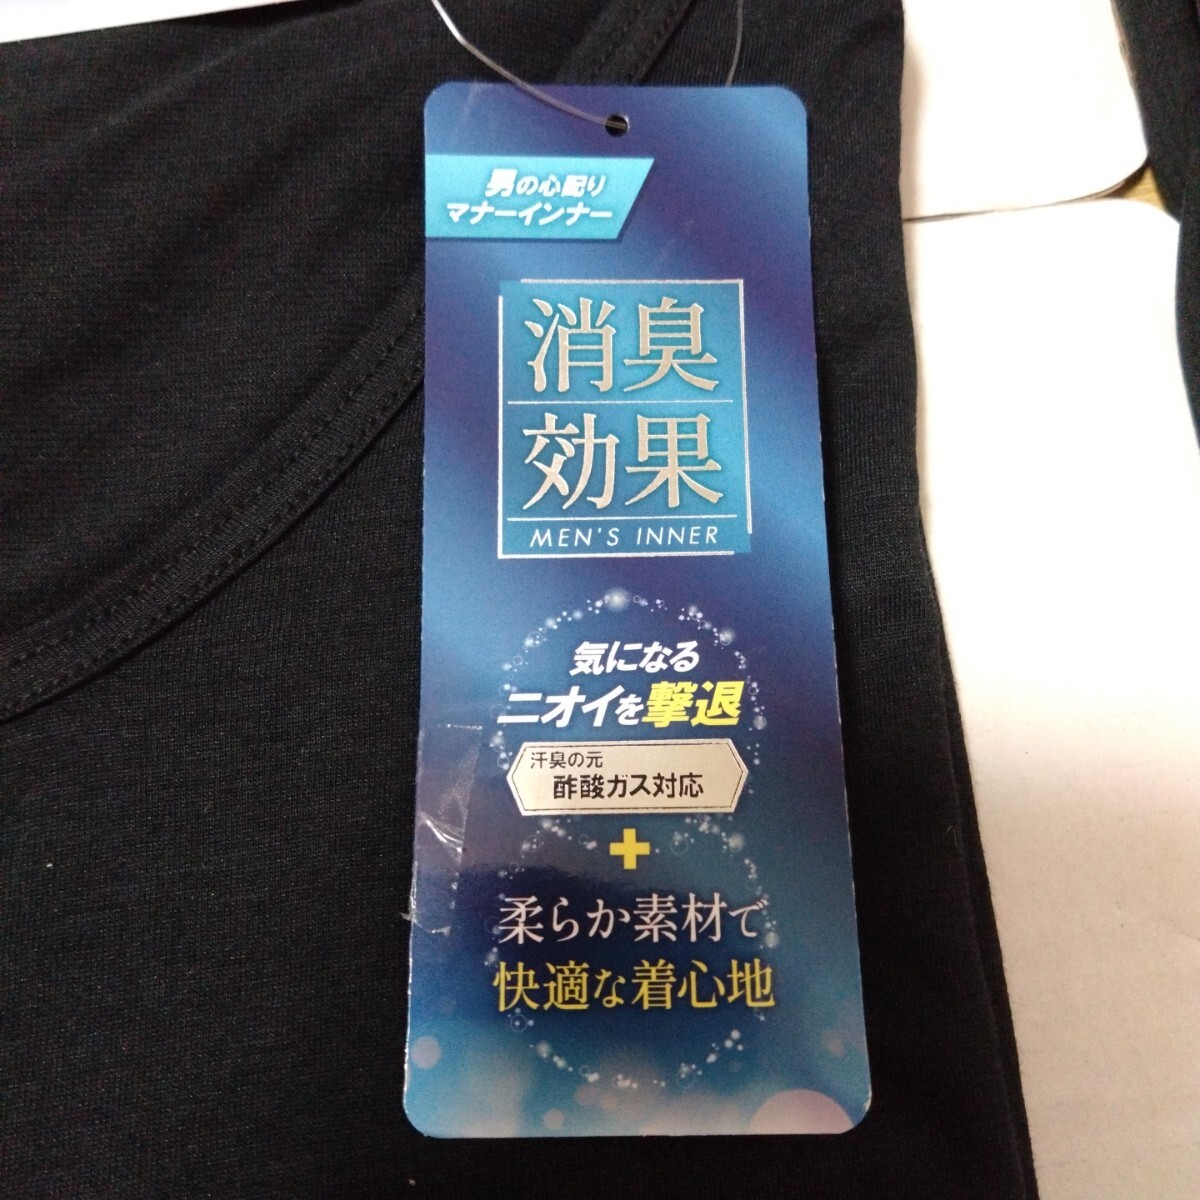 男の心配り
マナーインナー
消臭
効果
MEN'S INNER
気になる
ニオイを撃退
汗臭の元
酢酸ガス対応
+
柔らか素材で
快適な着心地